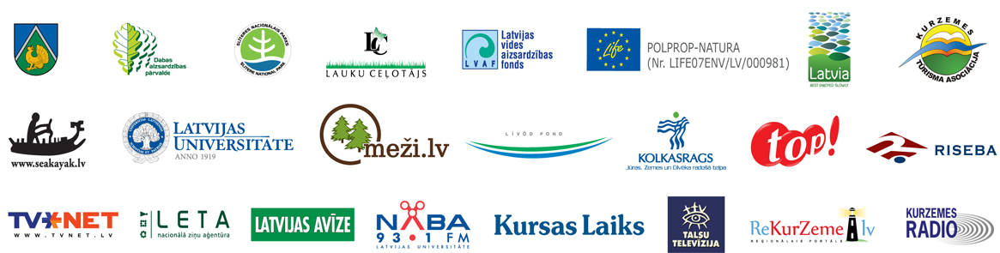 Dabas
aizsardzības
pārvalde
SLĪTERES NACIONĀLAIS PARKS
SLITERE NATIONAL PARK
LC
LAUKU CEĻOTĀJS
LVAF
Latvijas
vides
aizsardzības
fonds
Life
POLPROP-NATURA
(Nr. LIFE07ENV/LV/000981)
Latvia
BEST ENJOYED SLOWLY
KURZEMES
TŪRISMA ASOCIĀCIJA
www.seakayak.lv
LATVIJAS
UNIVERSITĀTE
ANNO 1919
meži.lv
LĪVÕD FOND
KOLKASRAGS
Jūras, Zemes un Cilvēka radošā telpa
top!
RISEBA
TVNET
WWW.TVNET.LV
LETA
nacionālā ziņu aģentūra
LATVIJAS AVĪZE
NABA
93.1 FM
LATVIJAS UNIVERSITĀTE
Kursas Laiks
TALSU
TELEVĪZIJA
ReKurZeme.lv
REĢIONĀLAIS PORTĀLS
KURZEMES
RADIO